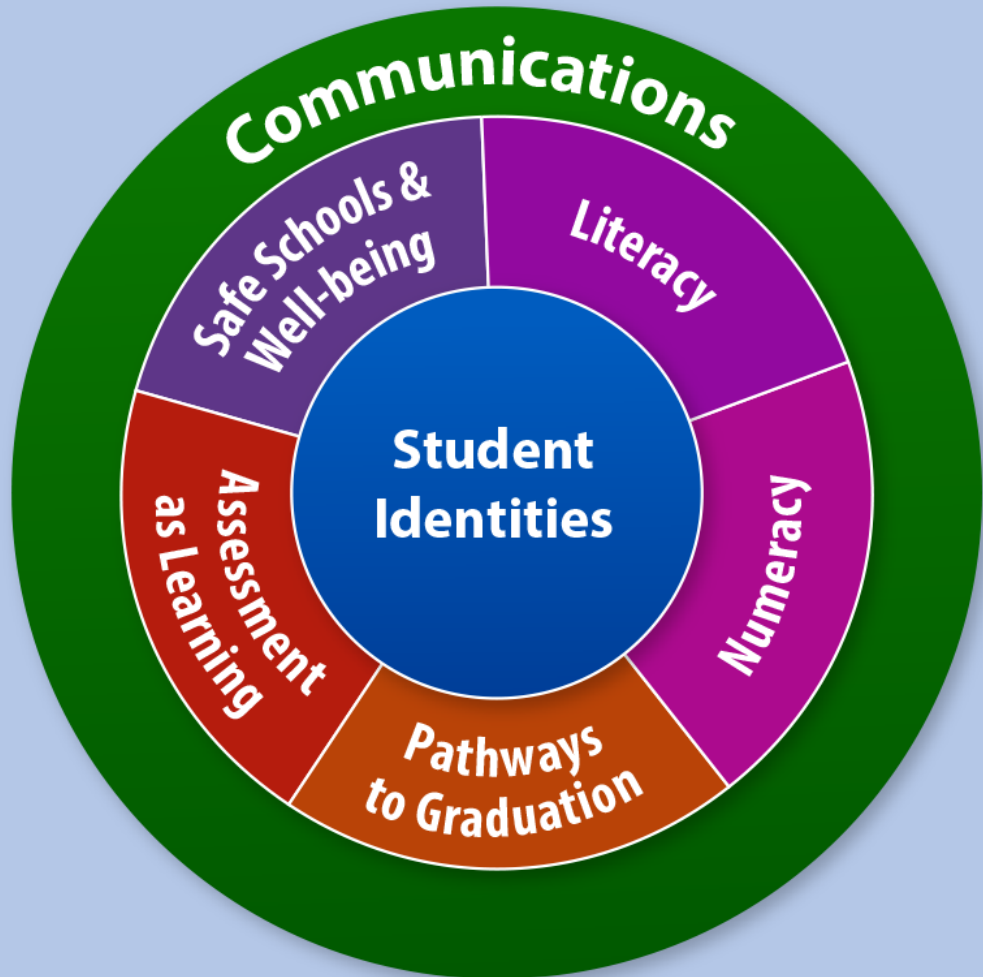 Communications
Safe Schools &
Well-being
Literacy
Numeracy
Pathways
to Graduation
Assessment
as Learning
Student
Identities